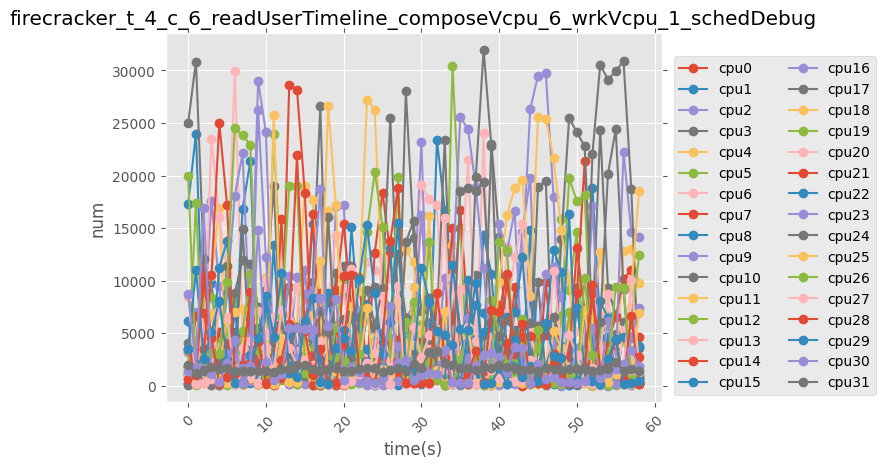 firecracker_t_4_c_6_readUserTimeline_composeVcpu_6_wrkVcpu_1_schedDebug
30000
25000
20000
15000
10000
5000
0
num
0
10
20
30
40
50
60
time(s)
cpu0
cpu1
cpu2
cpu3
cpu4
cpu5
cpu6
cpu7
cpu8
cpu9
cpu10
cpu11
cpu12
cpu13
cpu14
cpu15
cpu16
cpu17
cpu18
cpu19
cpu20
cpu21
cpu22
cpu23
cpu24
cpu25
cpu26
cpu27
cpu28
cpu29
cpu30
cpu31